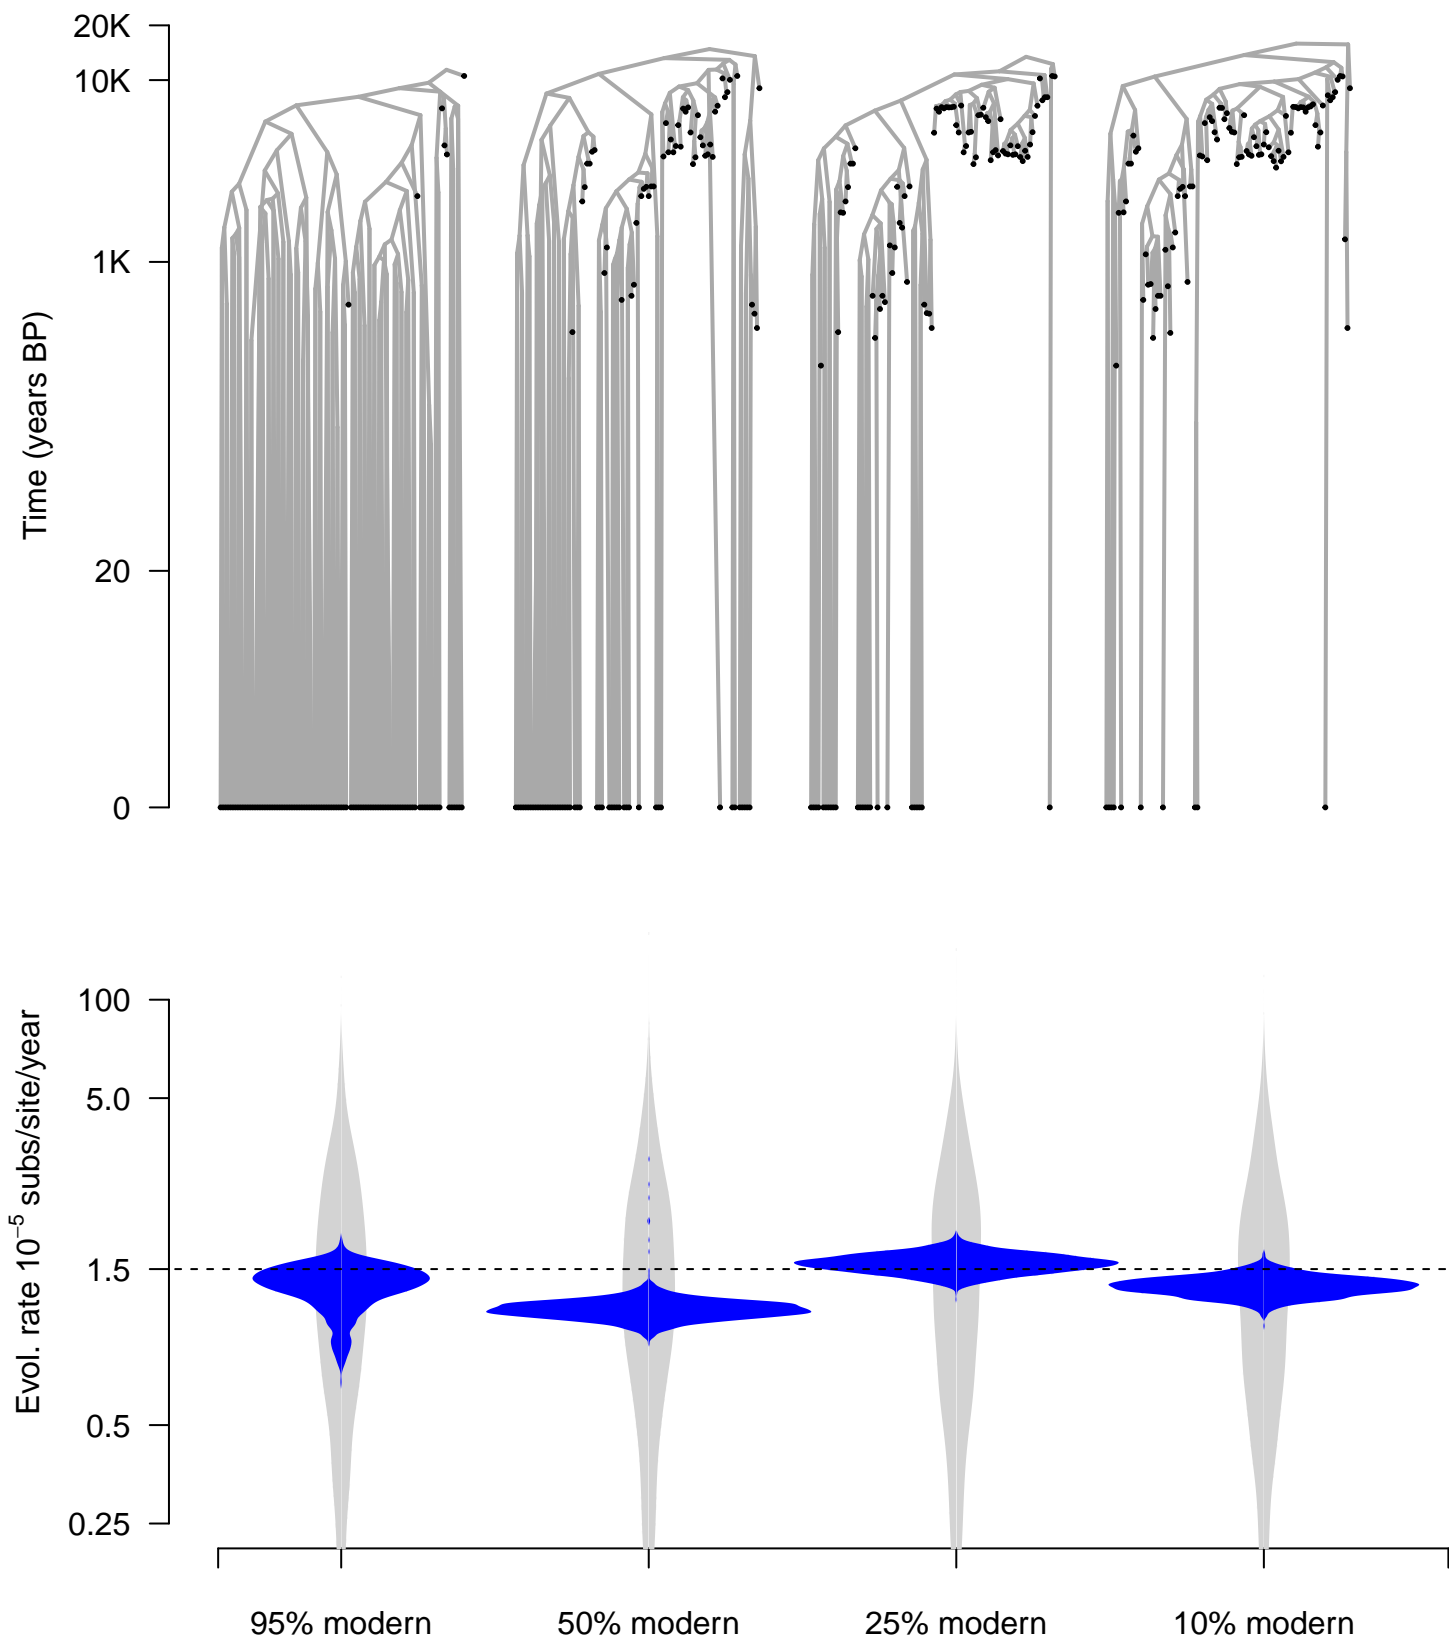 20K
10K
1K
20
0
Time (years BP)
100
5.0
1.5
0.5
0.25
Evol. rate 10⁻⁵ subs/site/year
95% modern
50% modern
25% modern
10% modern